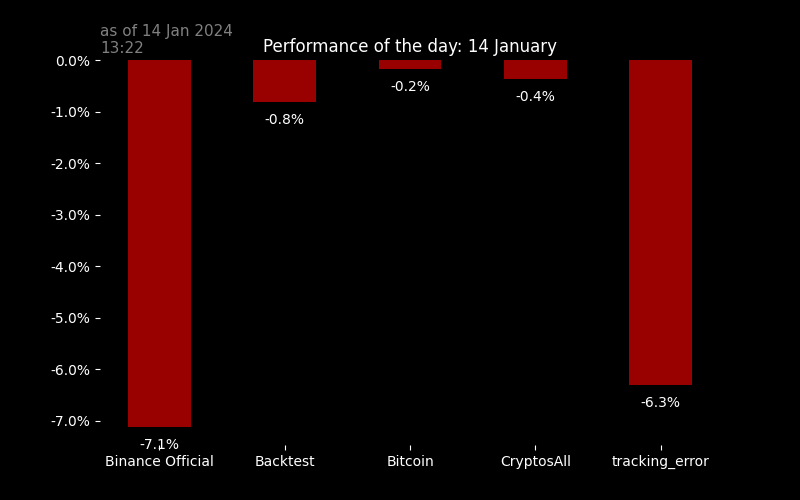 as of 14 Jan 2024
13:22
Performance of the day: 14 January
0.0%
-1.0%
-2.0%
-3.0%
-4.0%
-5.0%
-6.0%
-7.0%
-7.1%
-0.8%
-0.2%
-0.4%
-6.3%
Binance Official
Backtest
Bitcoin
CryptosAll
tracking_error